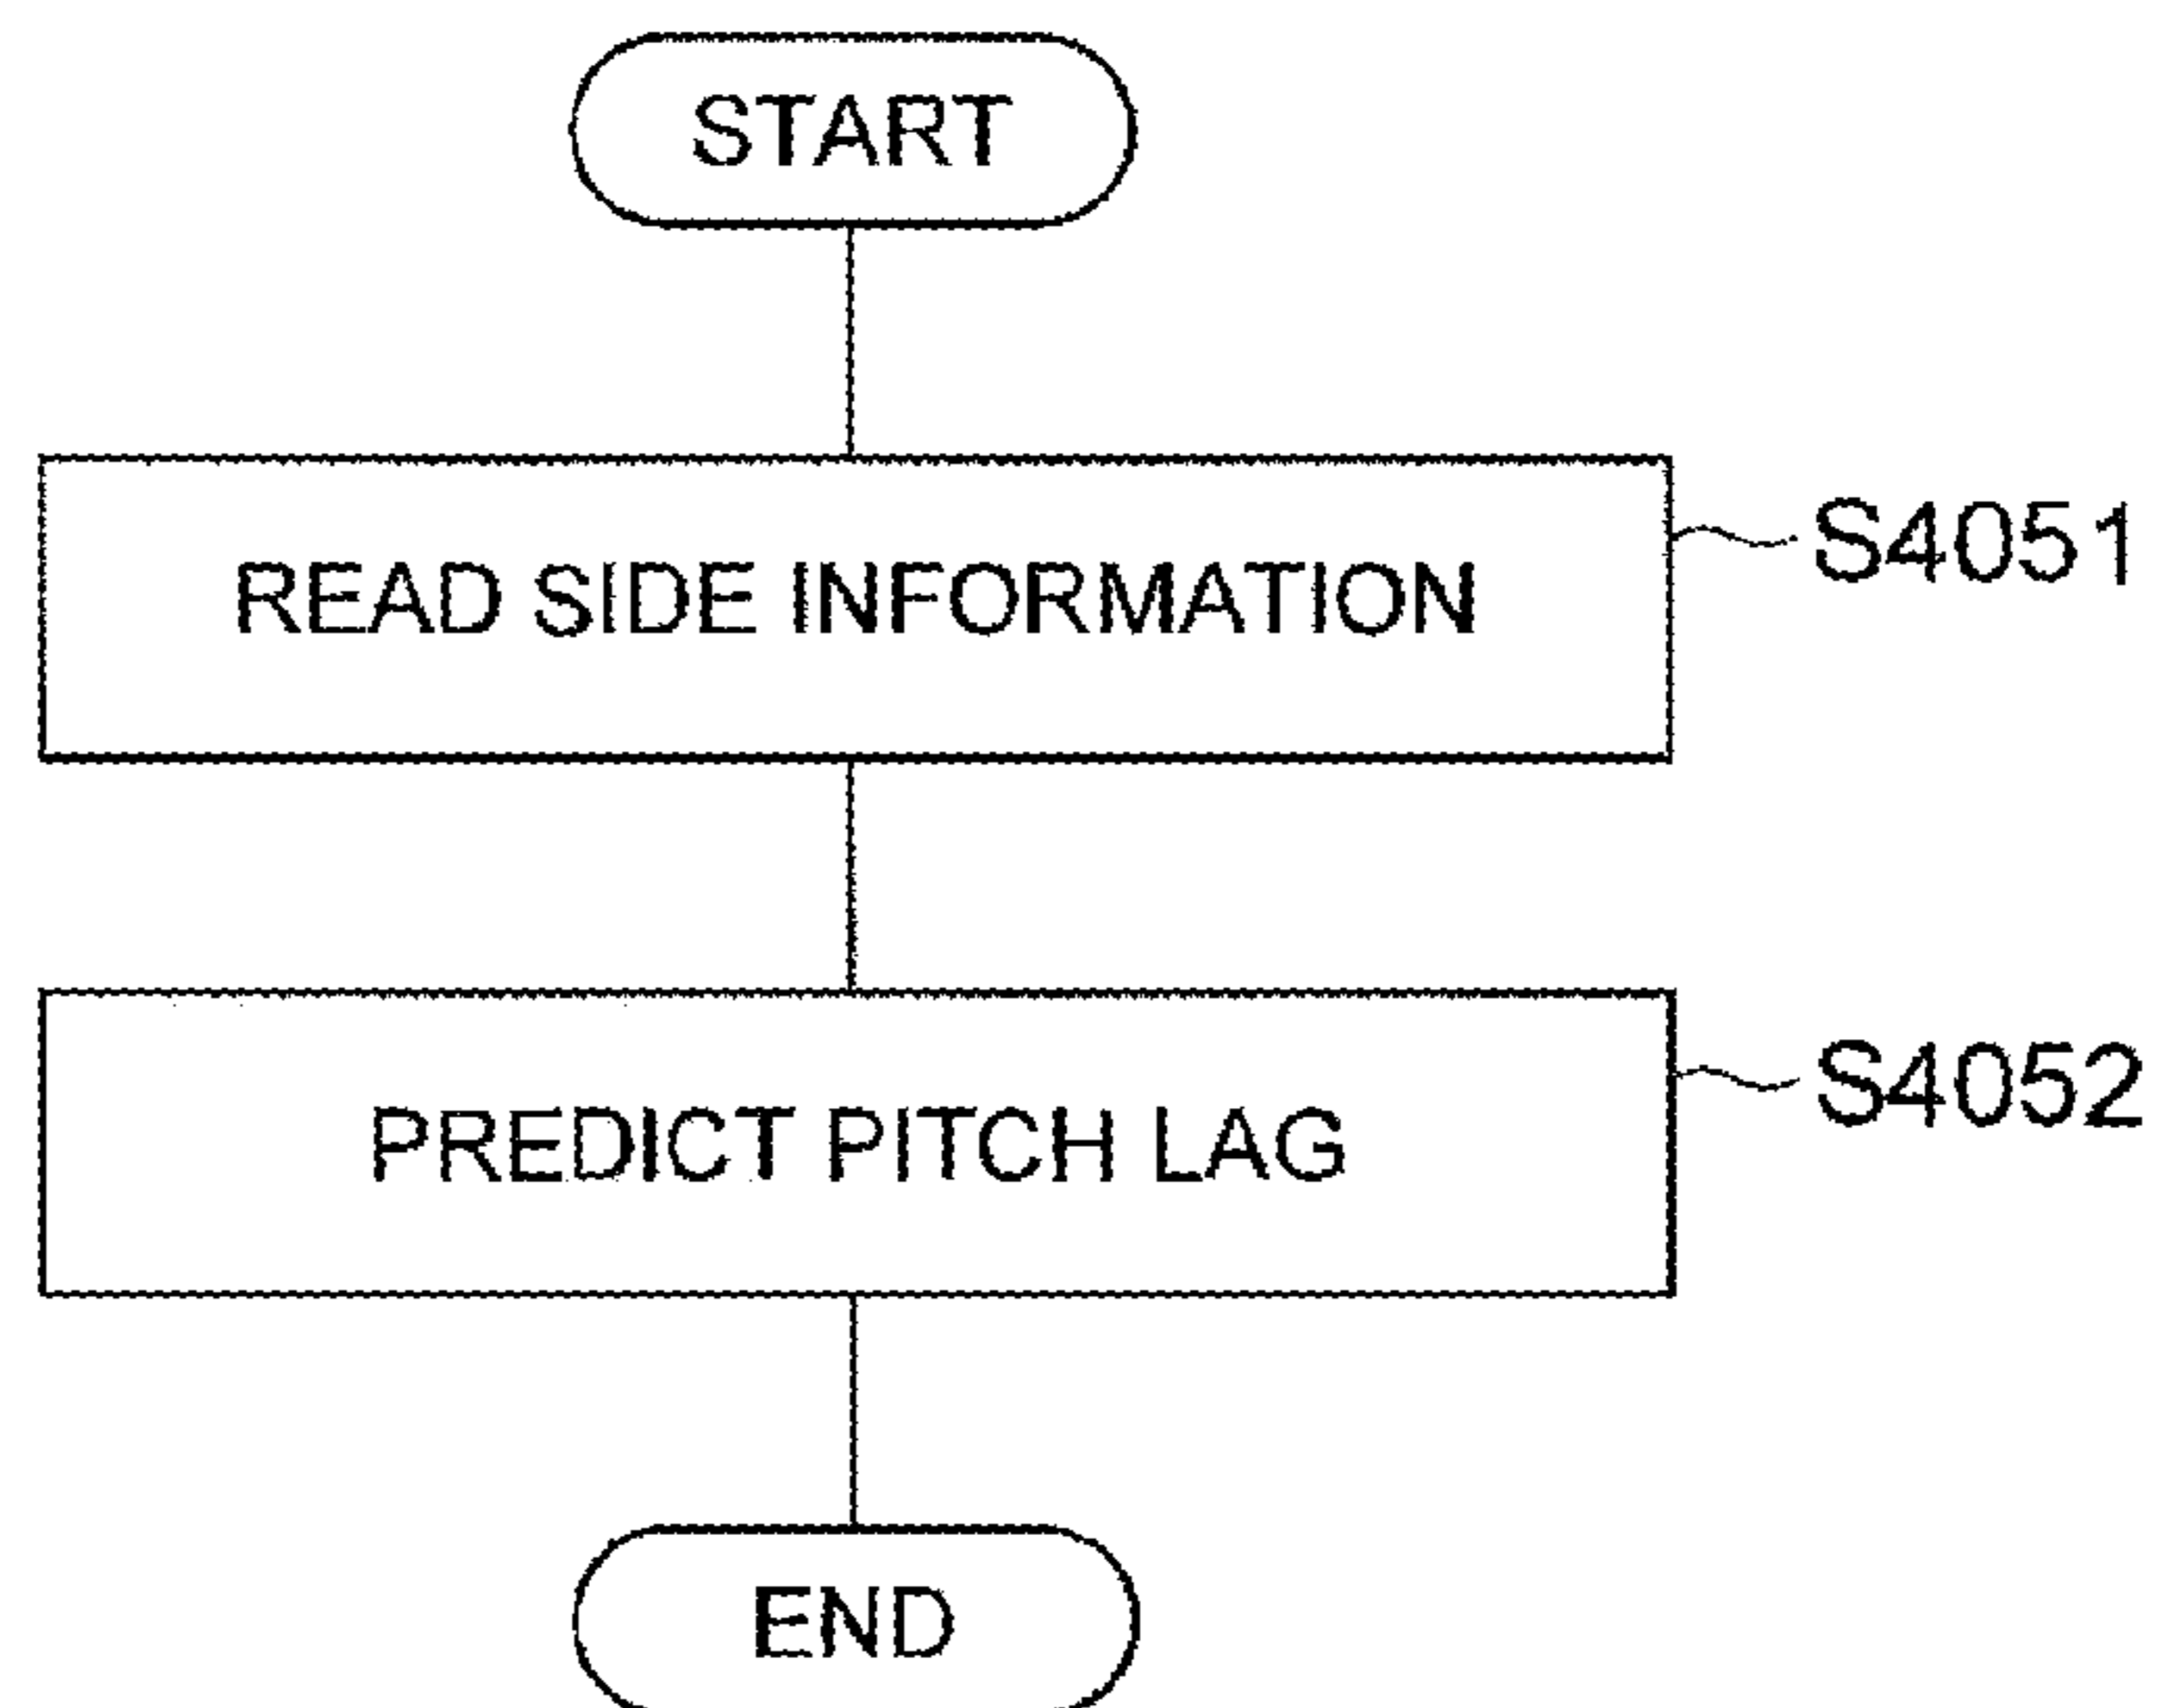 START
READ SIDE INFORMATION
S4051
PREDICT PITCH LAG
S4052
END